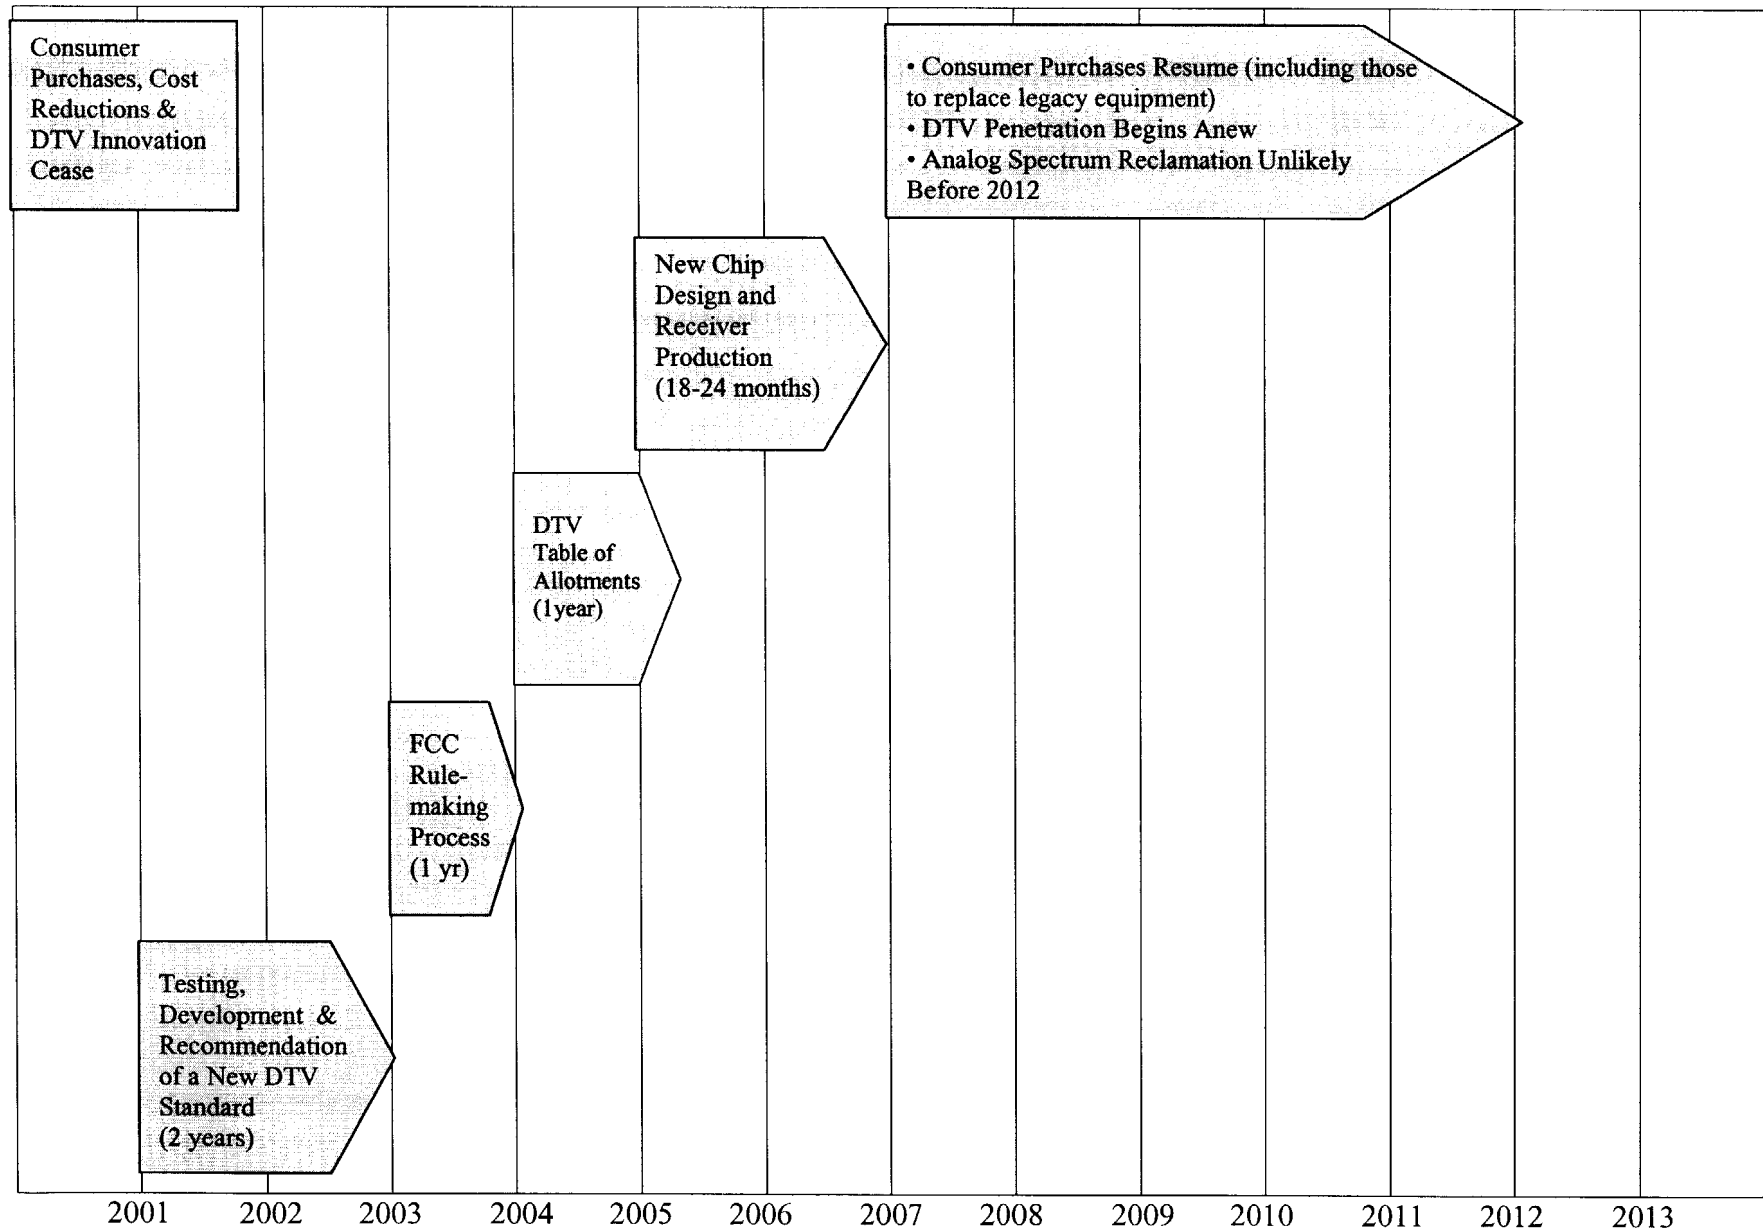 Consumer
Purchases, Cost
Reductions &
DTV Innovation
Cease
• Consumer Purchases Resume (including those
to replace legacy equipment)
• DTV Penetration Begins Anew
• Analog Spectrum Reclamation Unlikely
Before 2012
New Chip
Design and
Receiver
Production
(18-24 months)
DTV
Table of
Allotments
(1year)
FCC
Rule-
making
Process
(1 yr)
Testing,
Development &
Recommendation
of a New DTV
Standard
(2 years)
2001 2002 2003 2004 2005 2006 2007 2008 2009 2010 2011 2012 2013